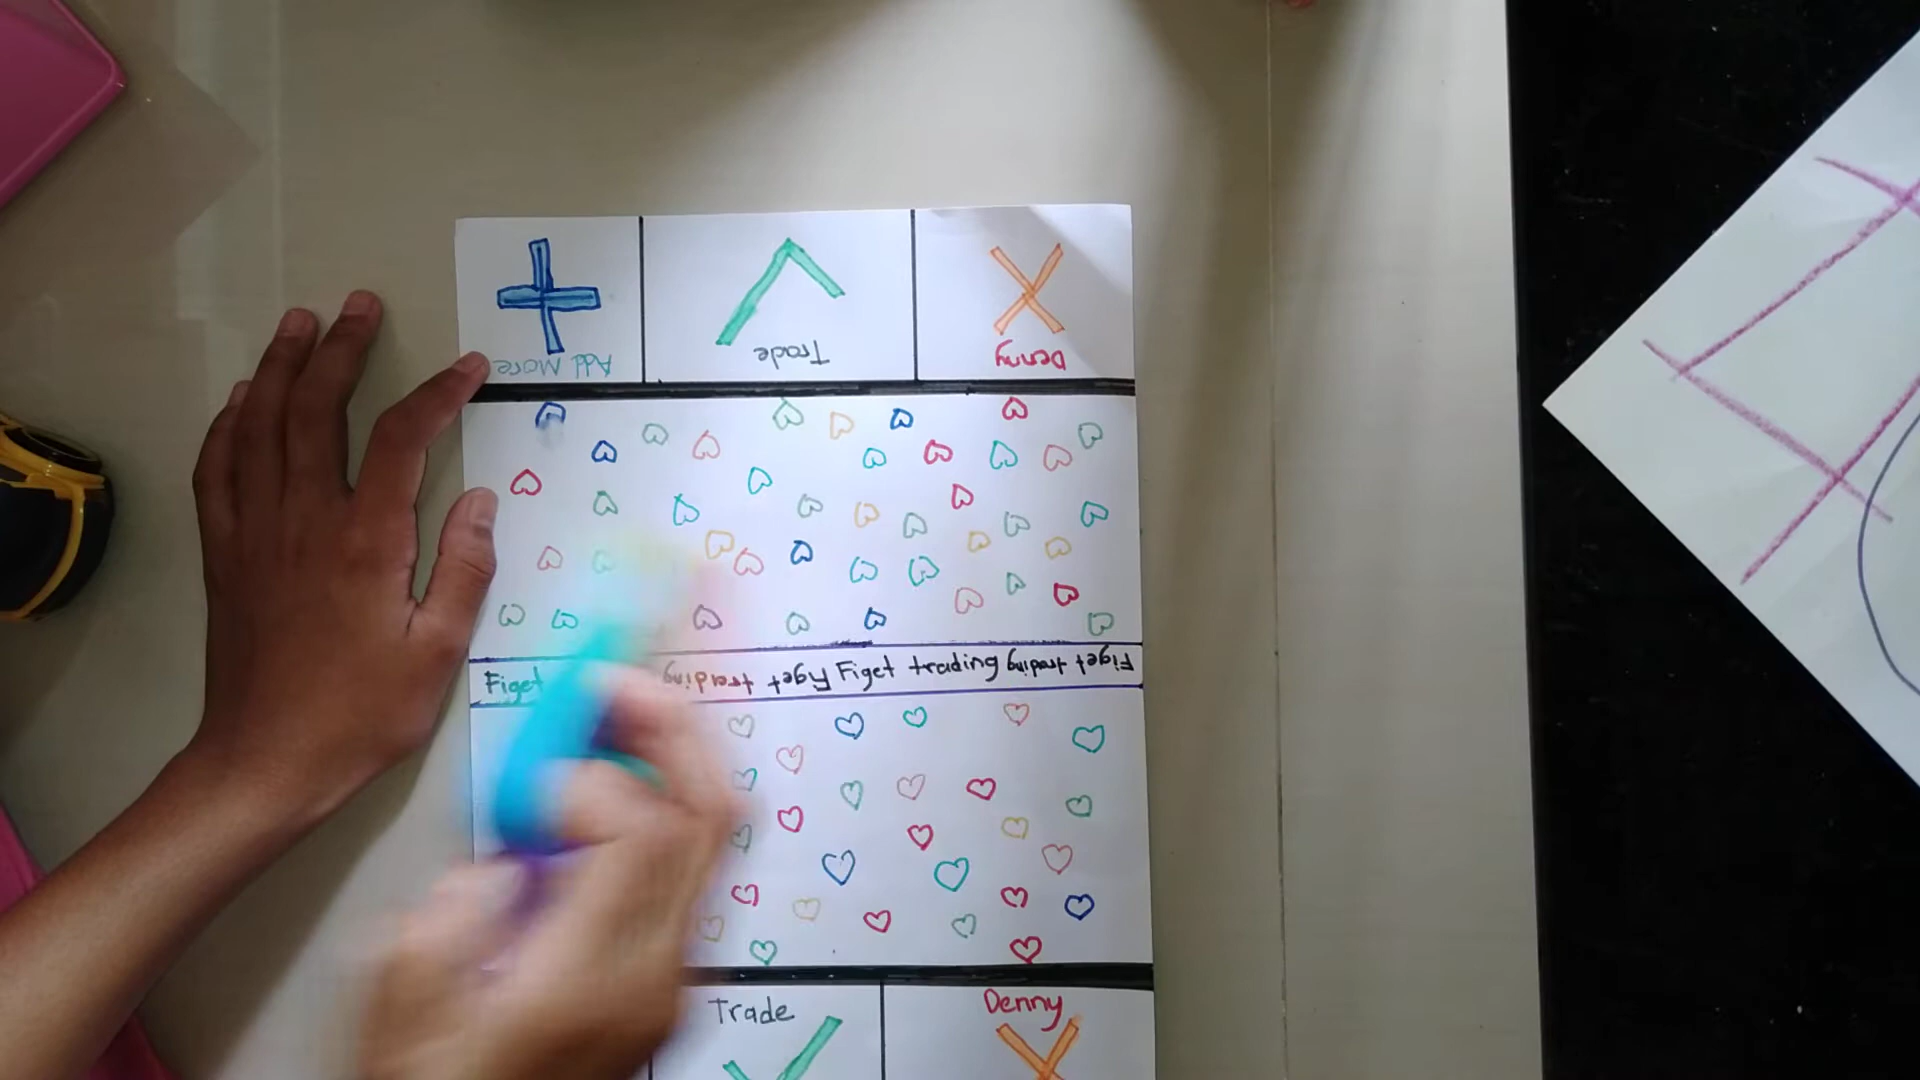 Add More
Trade
Denny
Figet trading Figet Figet trading Figet trading
Trade
Denny